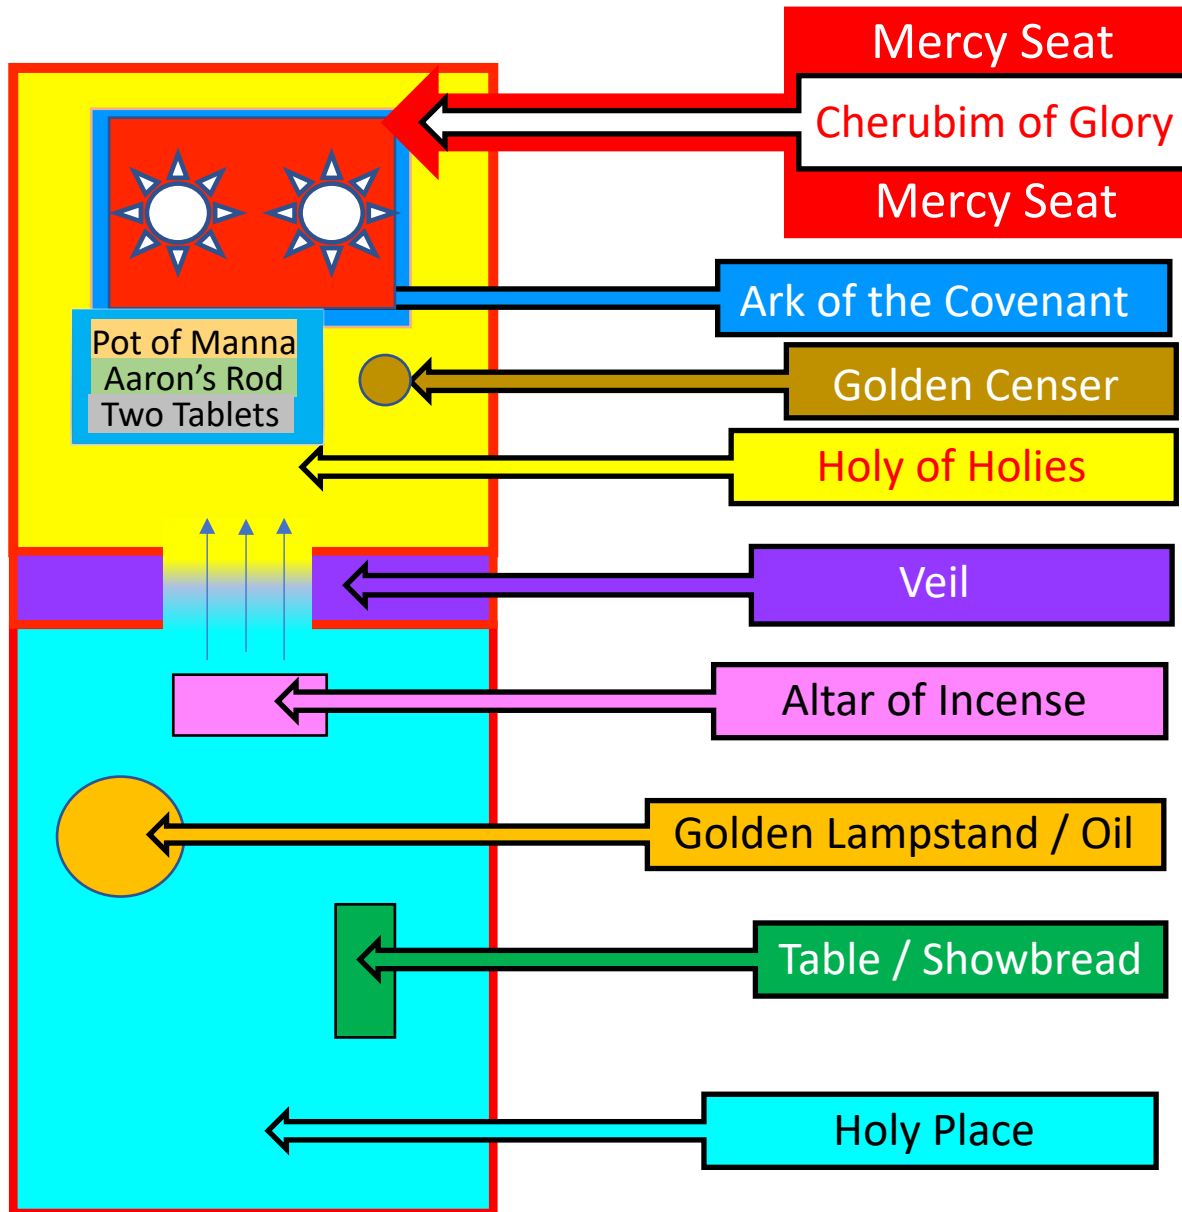 Mercy Seat
Cherubim of Glory
Mercy Seat
Ark of the Covenant
Pot of Manna
Aaron’s Rod
Two Tablets
Golden Censer
Holy of Holies
Veil
Altar of Incense
Golden Lampstand / Oil
Table / Showbread
Holy Place